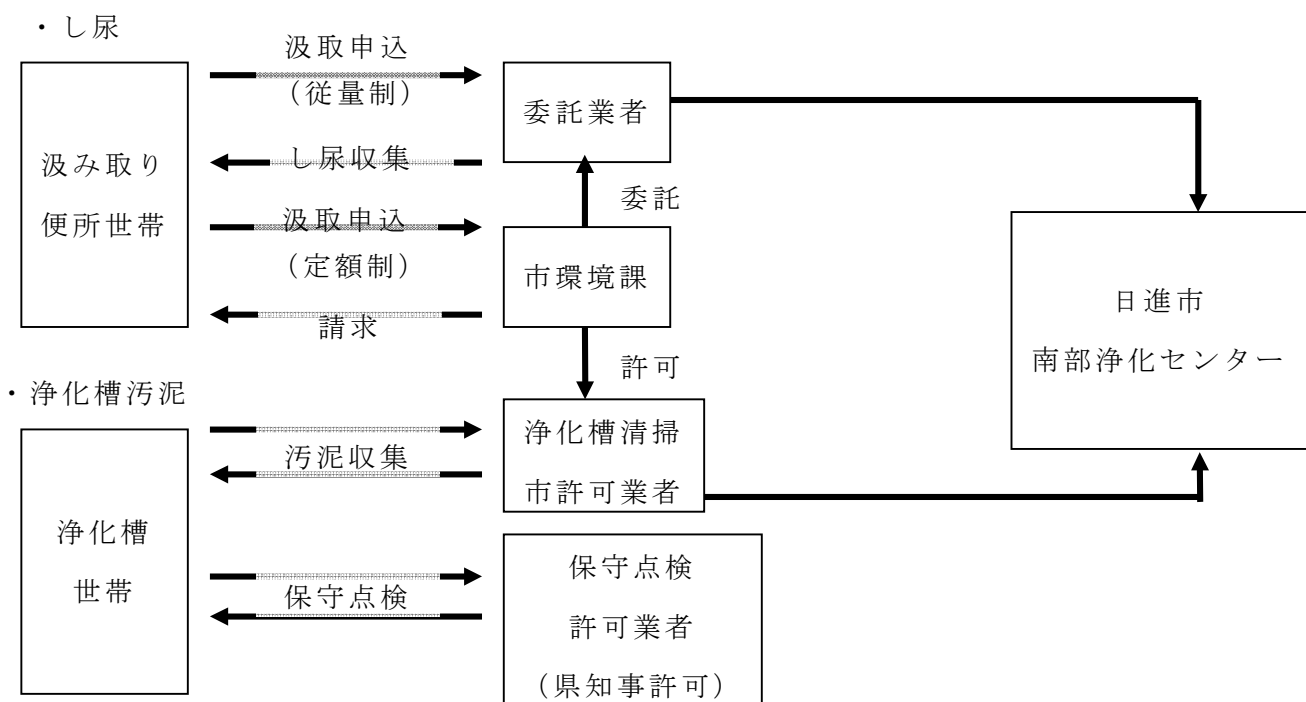 ・し尿
汲取申込
（従量制）
委託業者
し尿収集
汲み取り
便所世帯
委託
汲取申込
（定額制）
市環境課
請求
日進市
南部浄化センター
許可
・浄化槽汚泥
浄化槽清掃
市許可業者
汚泥収集
浄化槽
世帯
保守点検
保守点検
許可業者
（県知事許可）